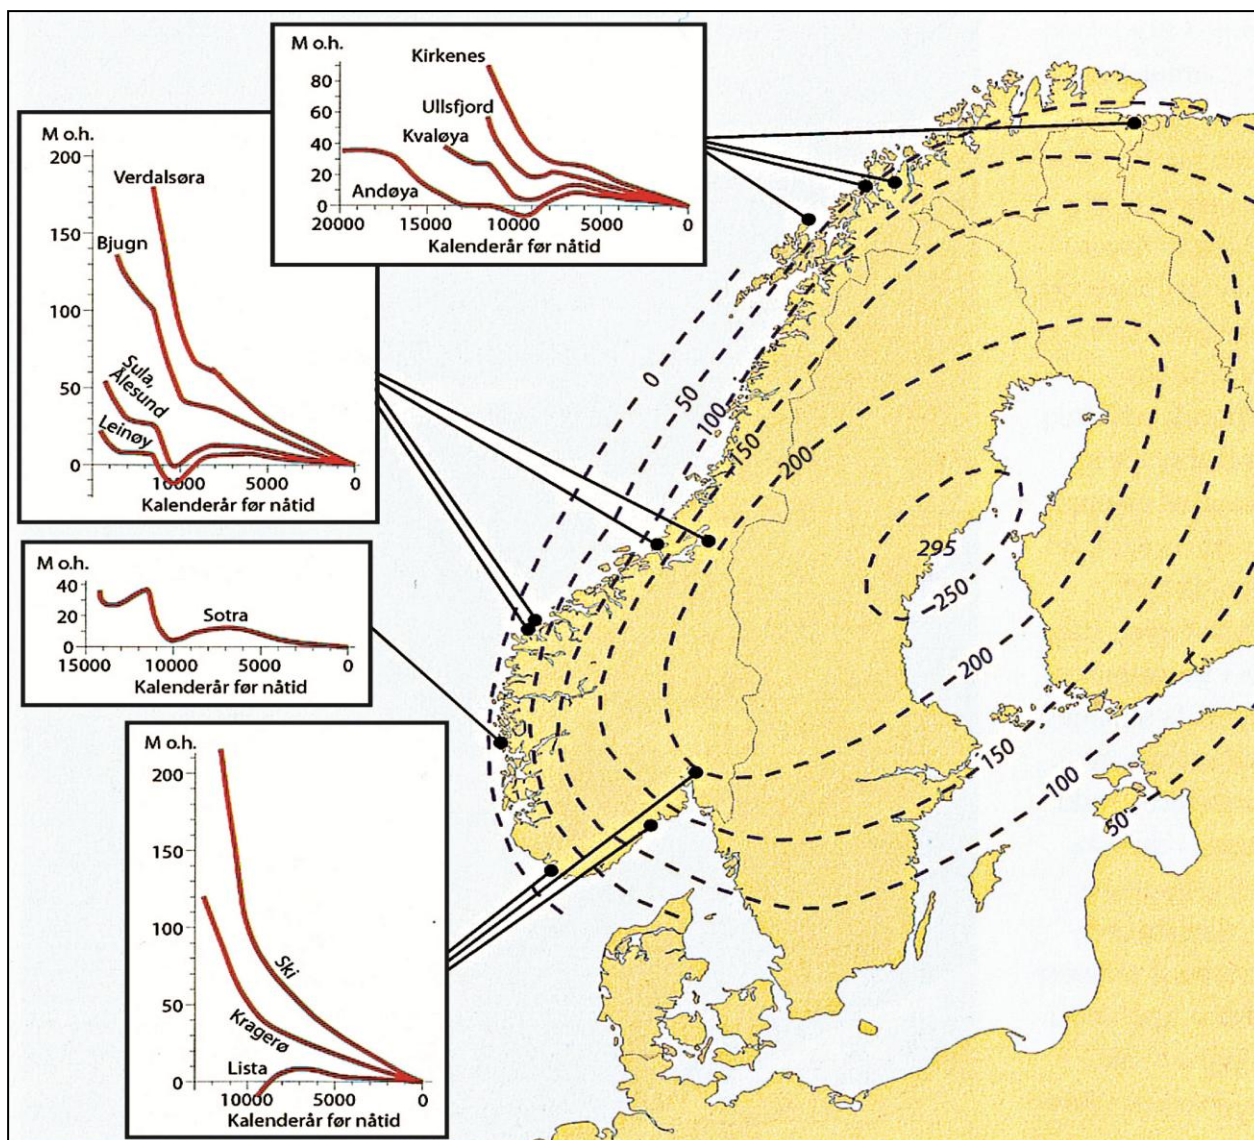 M o.h.
80
60
40
20
0
Kirkenes
Ullsfjord
Kvaløya
Andøya
20000 15000 10000 5000 0
Kalenderår før nåtid
M o.h.
200
150
100
50
0
Verdalsøra
Bjugn
Sula,
Ålesund
Leinøy
10000 5000 0
Kalenderår før nåtid
M o.h.
40
20
0
Sotra
15000 10000 5000 0
Kalenderår før nåtid
M o.h.
200
150
100
50
0
Ski
Kragerø
Lista
10000 5000 0
Kalenderår før nåtid
0
50
100
150
200
295
250
200
150
100
50